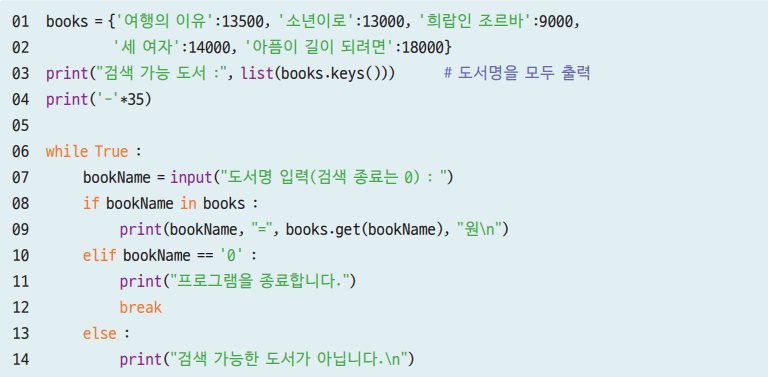 01 books = {'여행의 이유':13500, '소년이로':13000, '희랍인 조르바':9000,
02         '세 여자':14000, '아픔이 길이 되려면':18000}
03 print("검색 가능 도서 :", list(books.keys()))     # 도서명을 모두 출력
04 print('-'*35)
05
06 while True :
07     bookName = input("도서명 입력(검색 종료는 0) : ")
08     if bookName in books :
09         print(bookName, "=", books.get(bookName), "원\n")
10     elif bookName == '0' :
11         print("프로그램을 종료합니다.")
12         break
13     else :
14         print("검색 가능한 도서가 아닙니다.\n")